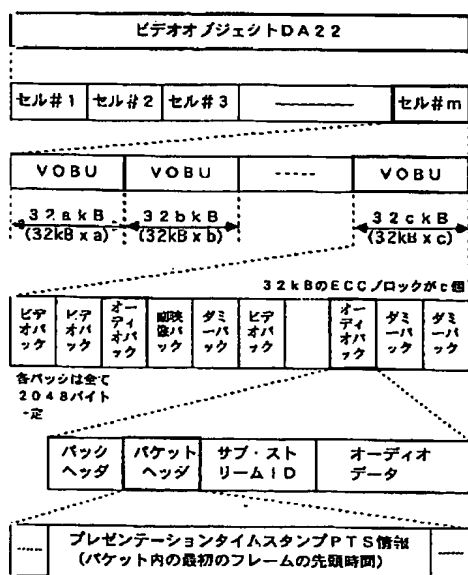 ビデオオブジェクトDA22
セル#1 セル#2 セル#3 セル#m
VOBU VOBU ----- VOBU
32akB 32bkB 32ckB
(32kB x a) (32kB x b) (32kB x c)
32kBのECCブロックがc個
ビデオパック ビデオパック オーディオパック 副映像パック ダミーパック ビデオパック オーディオパック ダミーパック ダミーパック
各パックは全て
2048バイト
一定
パックヘッダ パケットヘッダ サブ・ストリームID オーディオデータ
プレゼンテーションタイムスタンプPTS情報
(パケット内の最初のフレームの先頭時間)